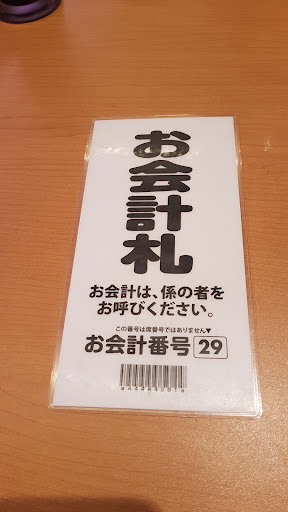 お会計札
お会計は、係の者を
お呼びください。
この番号は席番号ではありません▼
お会計番号 29